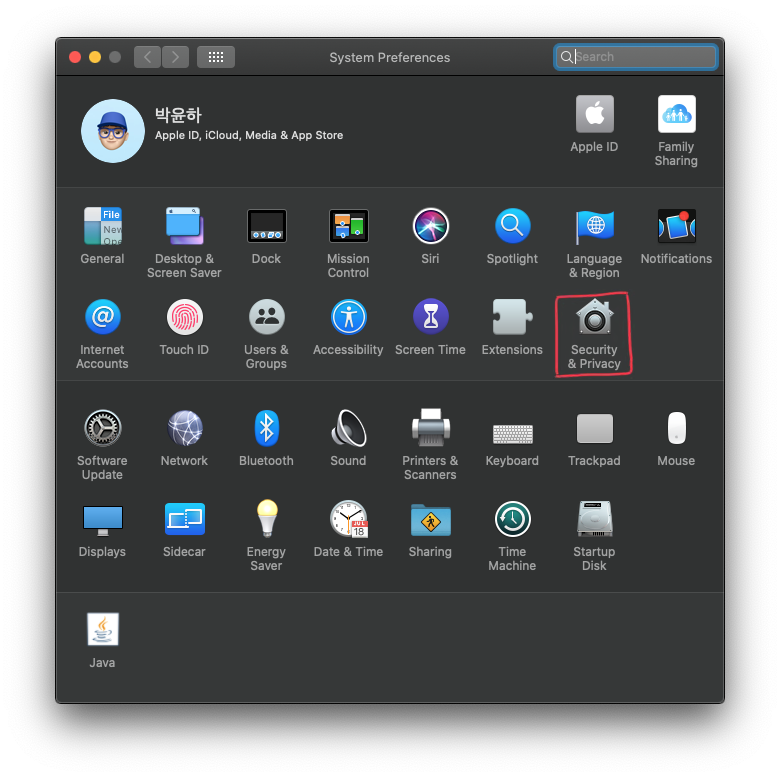 System Preferences
Search
박윤하
Apple ID, iCloud, Media & App Store
Apple ID
Family
Sharing
File
New
Ope
General
Desktop &
Screen Saver
Dock
Mission
Control
Siri
Spotlight
Language
& Region
Notifications
@
Internet
Accounts
Touch ID
Users &
Groups
Accessibility
Screen Time
Extensions
Security
& Privacy
Software
Update
Network
Bluetooth
Sound
Printers &
Scanners
Keyboard
Trackpad
Mouse
Displays
Sidecar
Energy
Saver
JUL
18
Date & Time
Sharing
Time
Machine
Startup
Disk
Java